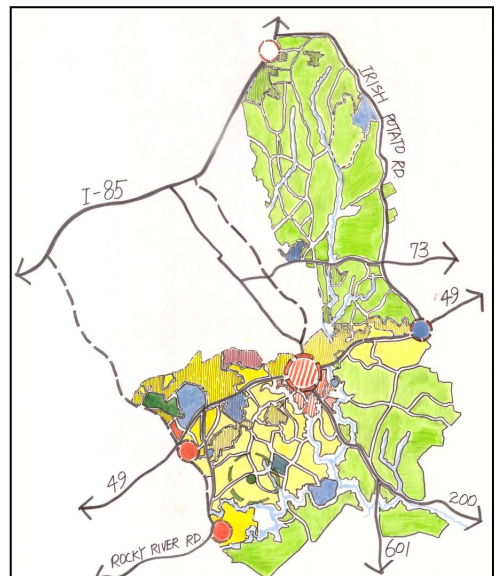 IRISH POTATO RD.
I-85
73
49
49
200
601
ROCKY RIVER RD.